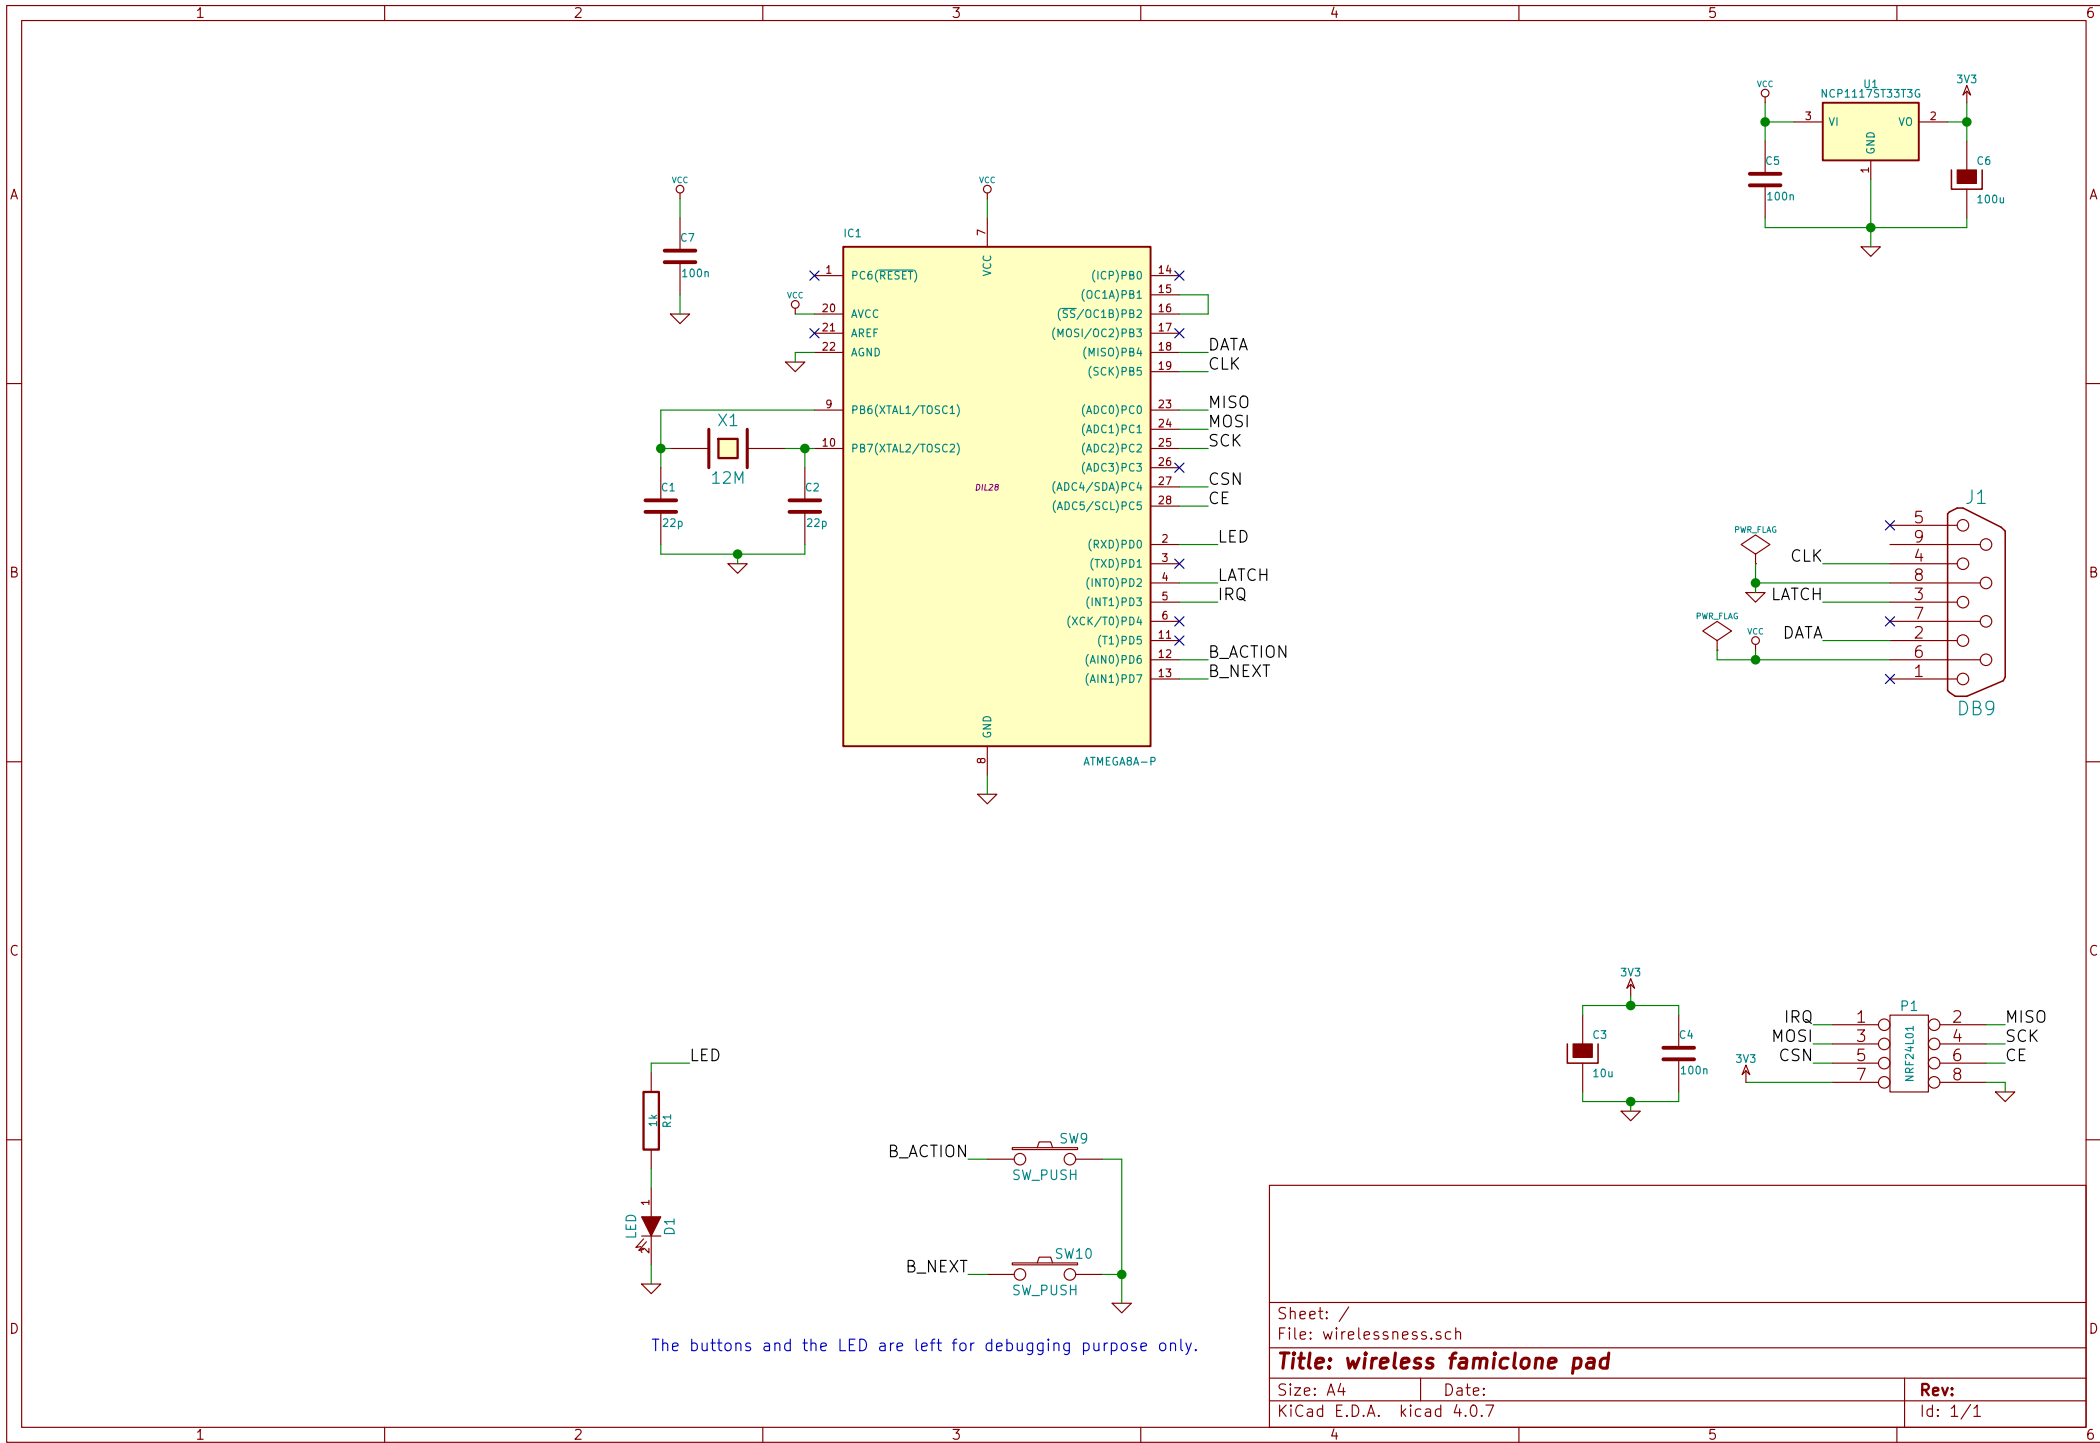 1 2 3 4 5 6
U1
NCP1117ST33T3G
VCC
3V3
3 VI VO 2
GND
1
C5
100n
C6
100u
A A
VCC
C7
100n
VCC
7
VCC
IC1
1 PC6(RESET)
VCC
20 AVCC
21 AREF
22 AGND
9 PB6(XTAL1/TOSC1)
10 PB7(XTAL2/TOSC2)
X1
12M
C1
22p
C2
22p
DIL28
(ICP)PB0 14
(OC1A)PB1 15
(SS/OC1B)PB2 16
(MOSI/OC2)PB3 17
(MISO)PB4 18 DATA
(SCK)PB5 19 CLK
(ADC0)PC0 23 MISO
(ADC1)PC1 24 MOSI
(ADC2)PC2 25 SCK
(ADC3)PC3 26
(ADC4/SDA)PC4 27 CSN
(ADC5/SCL)PC5 28 CE
(RXD)PD0 2 LED
(TXD)PD1 3
(INT0)PD2 4 LATCH
(INT1)PD3 5 IRQ
(XCK/T0)PD4 6
(T1)PD5 11
(AIN0)PD6 12 B_ACTION
(AIN1)PD7 13 B_NEXT
GND
8
ATMEGA8A-P
B B
J1
5
9
CLK 4
PWR_FLAG
8
LATCH 3
7
PWR_FLAG
VCC
DATA 2
6
1
DB9
C C
3V3
C3
10u
C4
100n
P1
NRF24L01
IRQ 1 2 MISO
MOSI 3 4 SCK
CSN 5 6 CE
3V3
7 8
LED
1k
R1
1
LED
D1
2
B_ACTION
SW9
SW_PUSH
B_NEXT
SW10
SW_PUSH
The buttons and the LED are left for debugging purpose only.
D D
Sheet: /
File: wirelessness.sch
Title: wireless famiclone pad
Size: A4 Date: Rev:
KiCad E.D.A. kicad 4.0.7 Id: 1/1
1 2 3 4 5 6